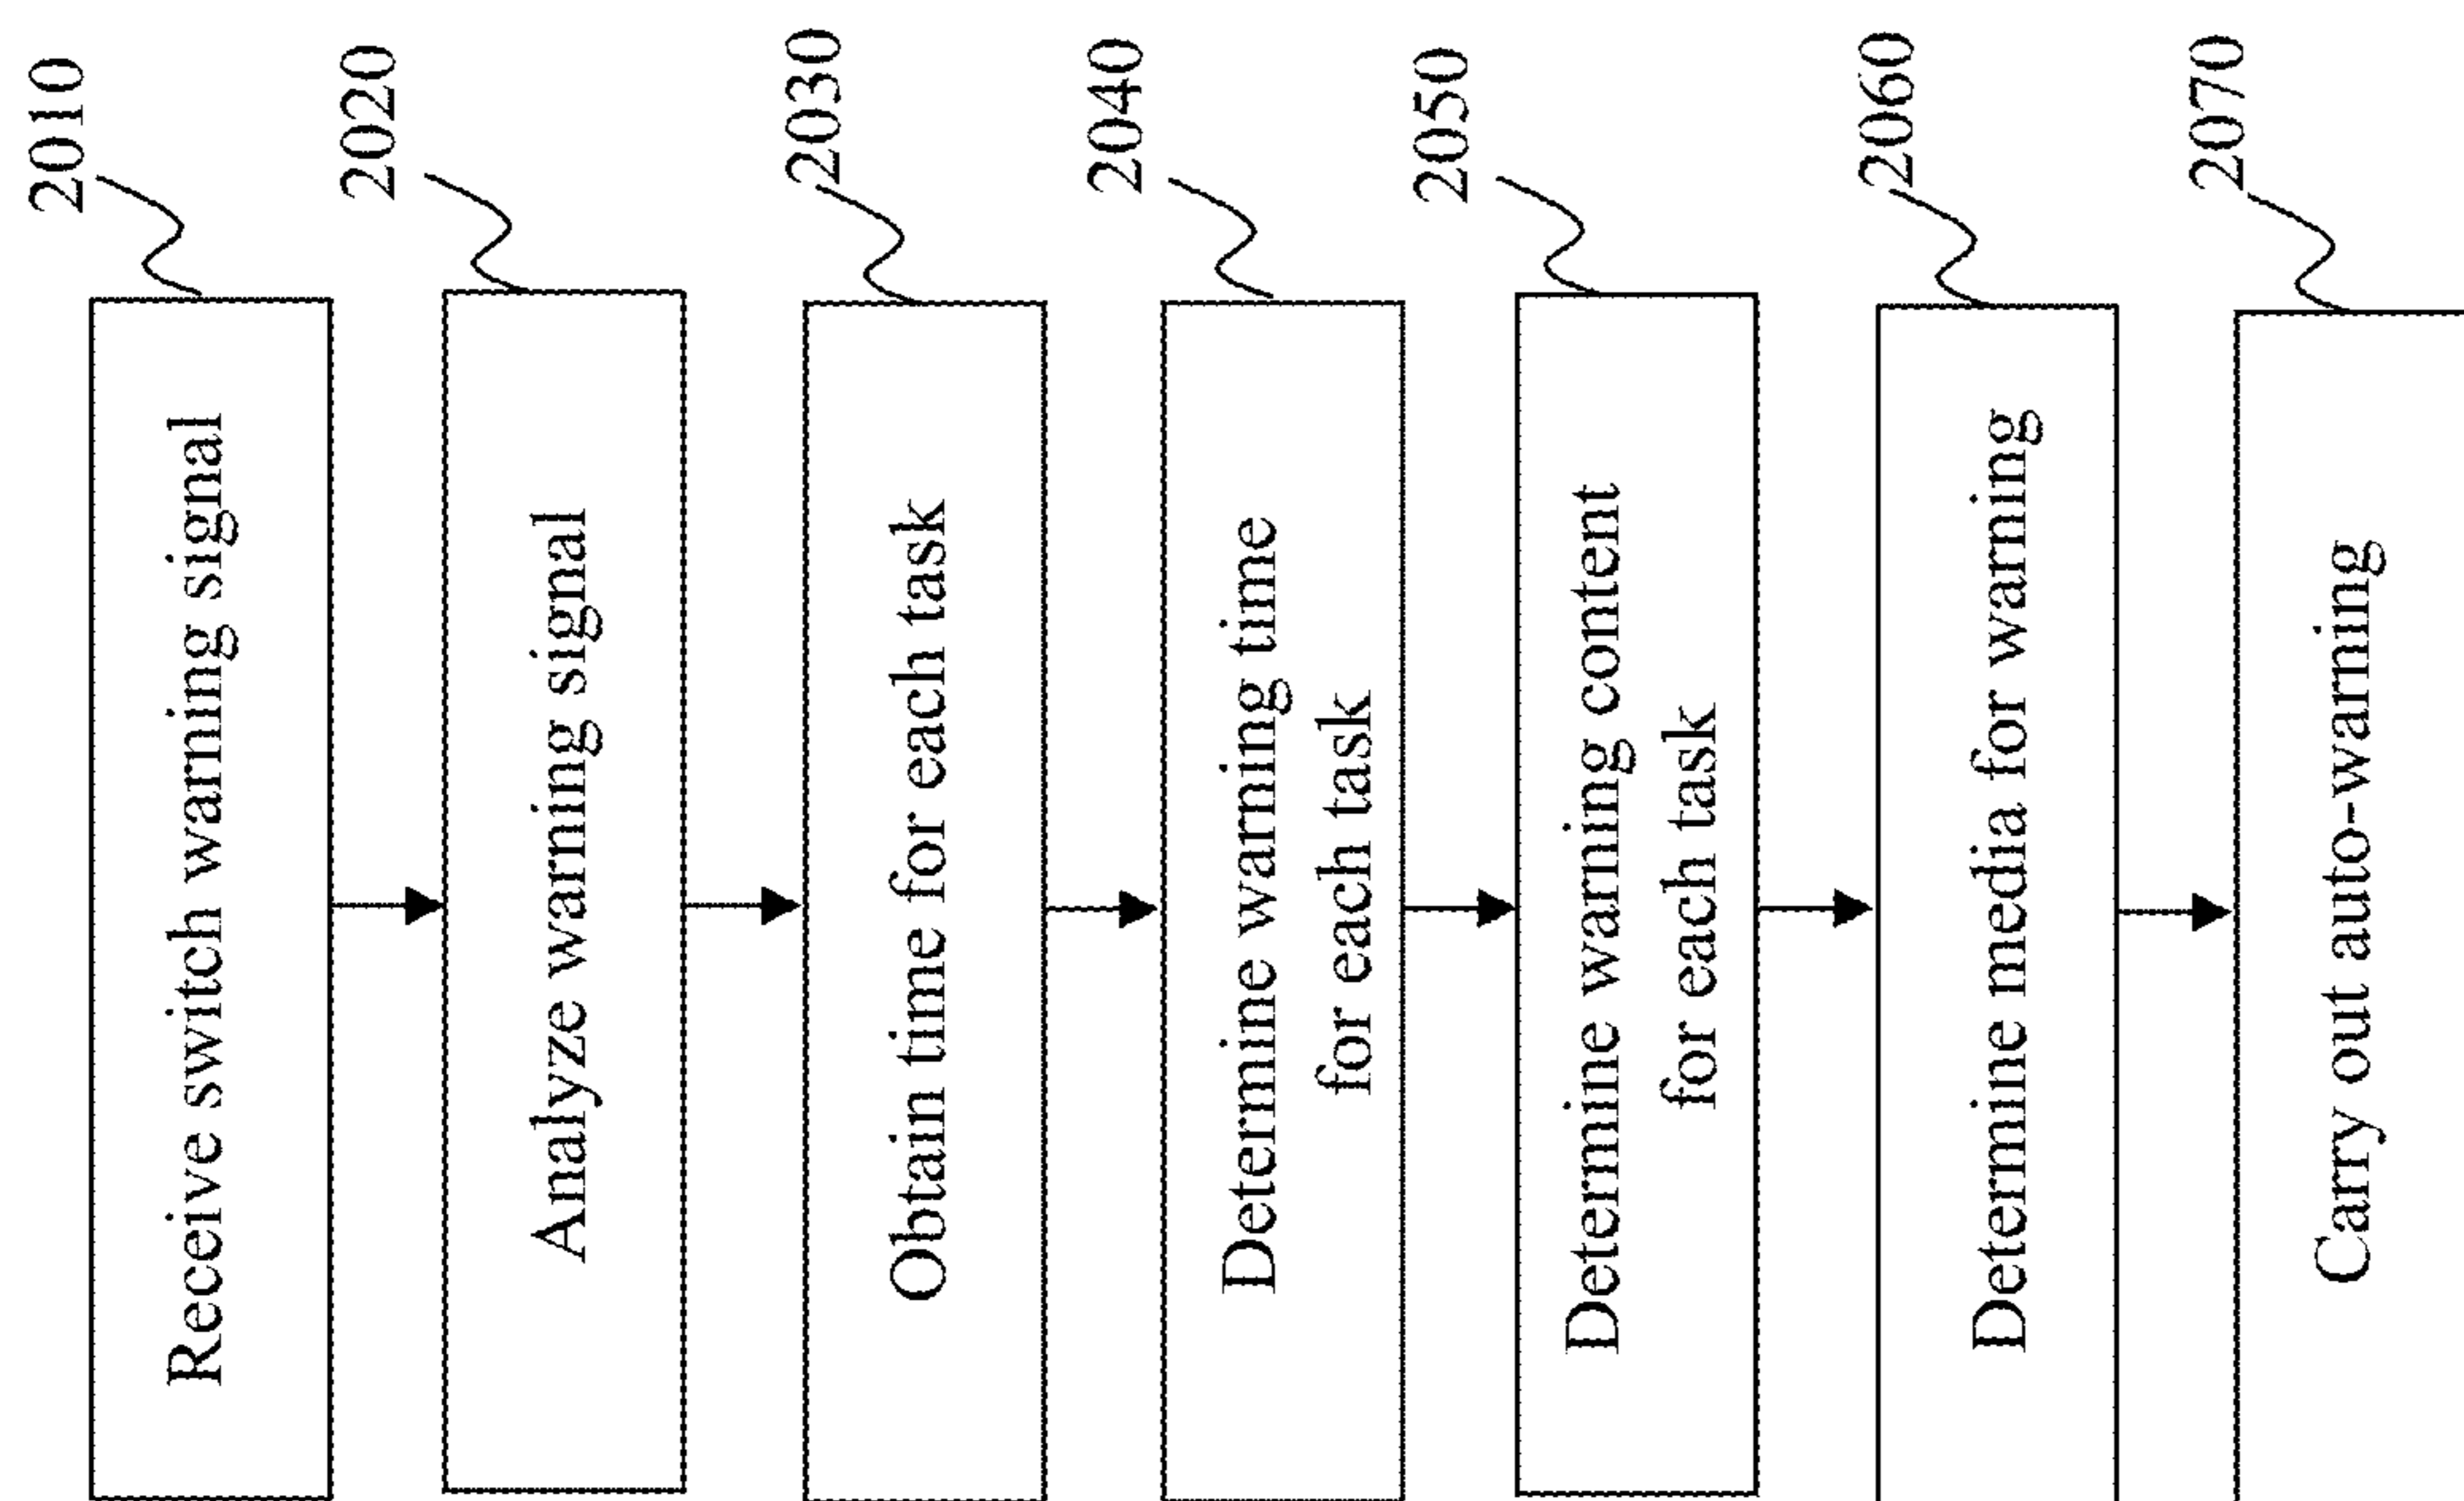 2010
Receive switch warning signal
2020
Analyze warning signal
2030
Obtain time for each task
2040
Determine warning time
for each task
2050
Determine warning content
for each task
2060
Determine media for warning
2070
Carry out auto-warning